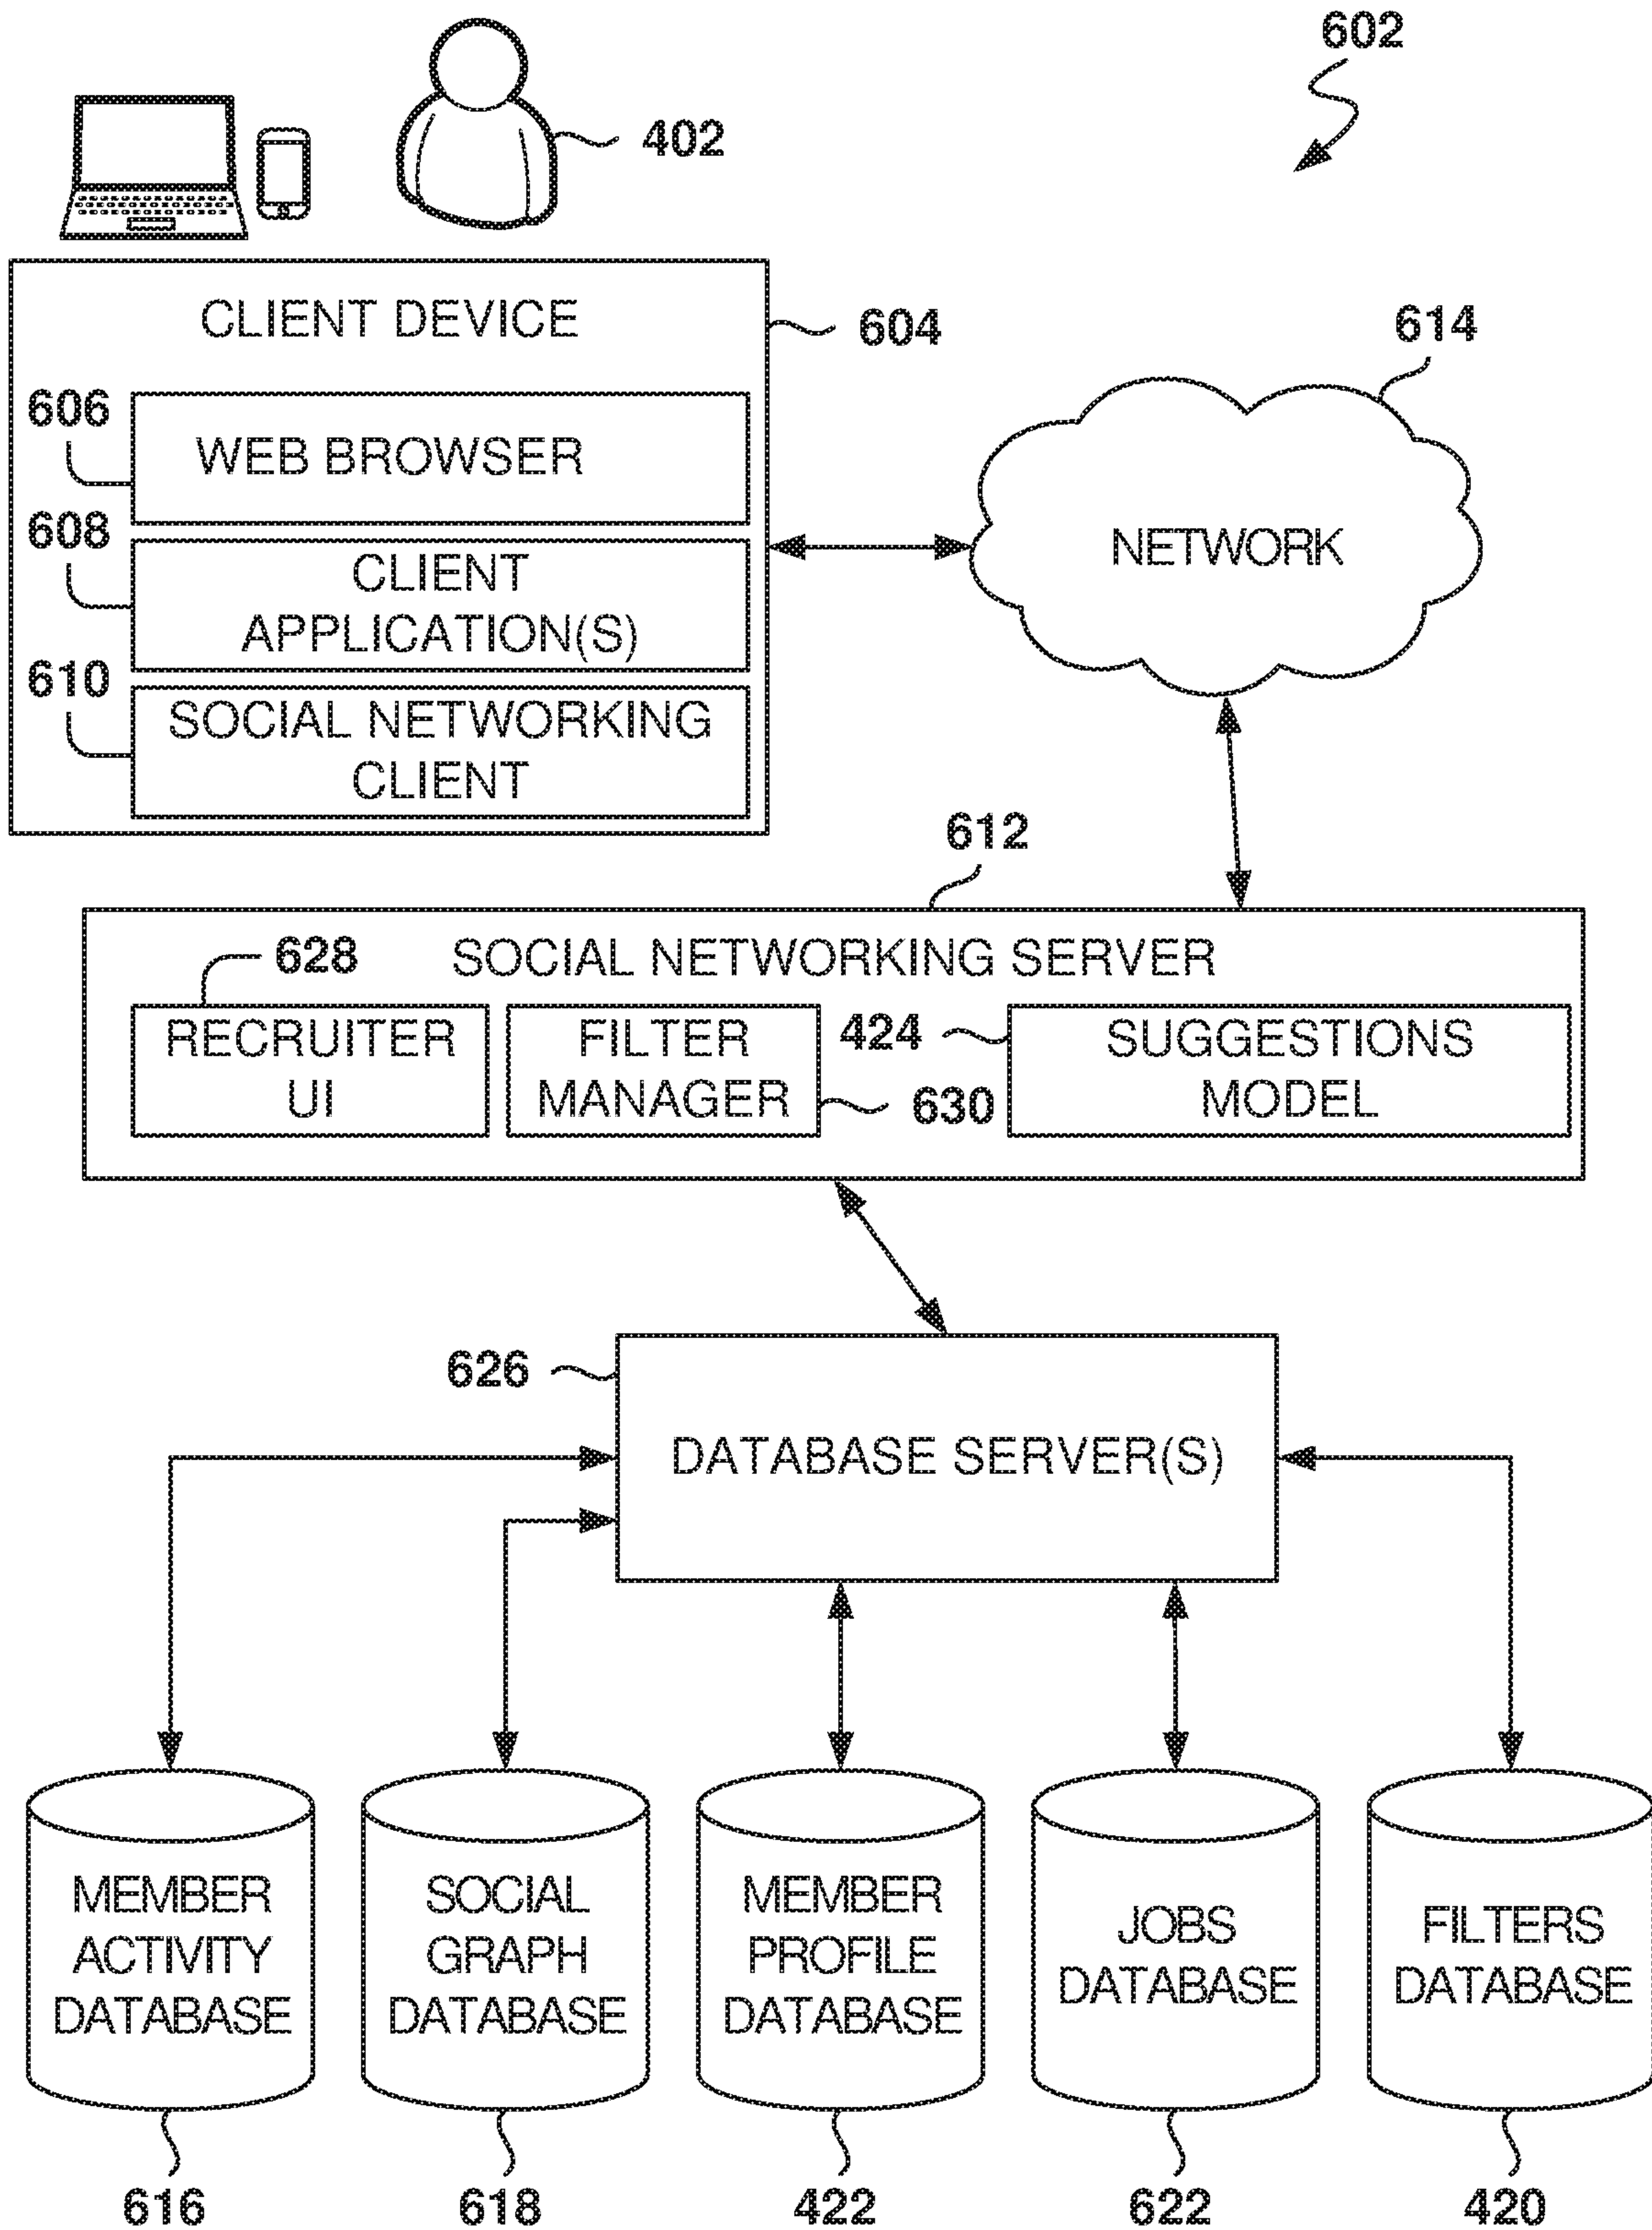 602
402
CLIENT DEVICE
604
614
606
WEB BROWSER
608
CLIENT
APPLICATION(S)
NETWORK
610
SOCIAL NETWORKING
CLIENT
612
628
SOCIAL NETWORKING SERVER
RECRUITER
UI
FILTER
MANAGER
424
630
SUGGESTIONS
MODEL
626
DATABASE SERVER(S)
MEMBER
ACTIVITY
DATABASE
SOCIAL
GRAPH
DATABASE
MEMBER
PROFILE
DATABASE
JOBS
DATABASE
FILTERS
DATABASE
616
618
422
622
420